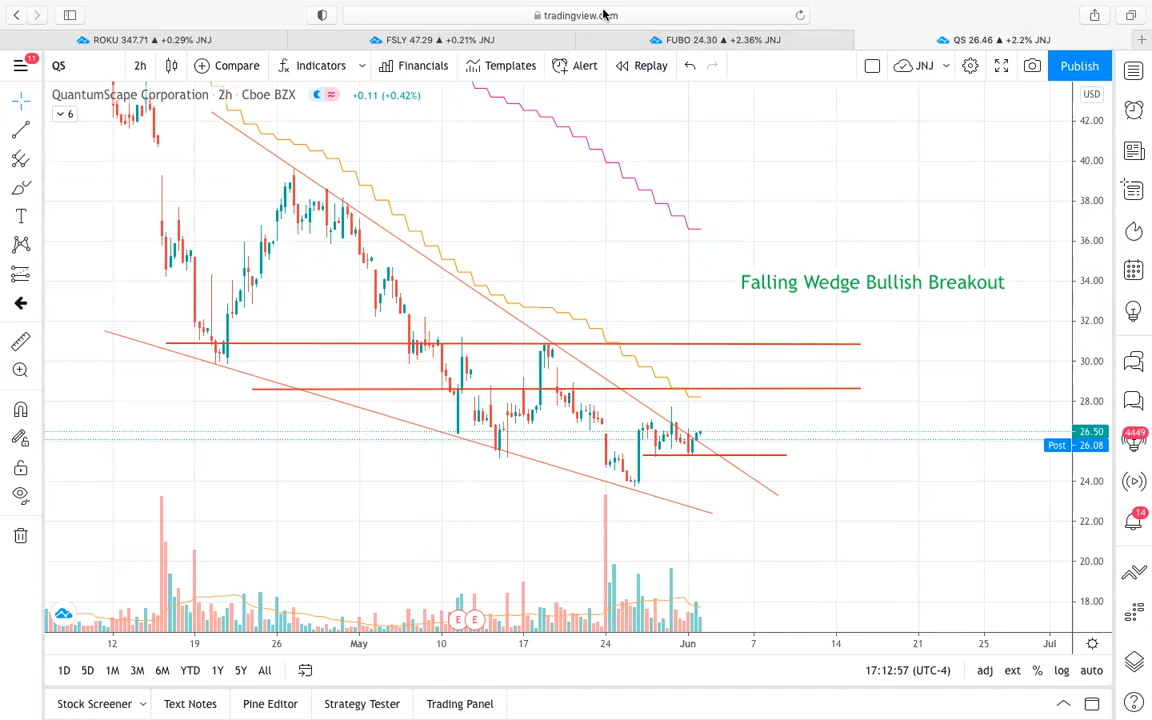 tradingview.com
ROKU 347.71 ▲ +0.29% JNJ
FSLY 47.29 ▲ +0.21% JNJ
FUBO 24.30 ▲ +2.36% JNJ
QS 26.46 ▲ +2.2% JNJ
11
QS
2h
Compare
Indicators
Financials
Templates
Alert
Replay
JNJ
Publish
QuantumScape Corporation · 2h · Cboe BZX
+0.11 (+0.42%)
6
USD
42.00
40.00
38.00
36.00
Falling Wedge Bullish Breakout
34.00
32.00
30.00
28.00
26.50
Post 26.08
4449
24.00
14
22.00
20.00
18.00
E
E
12
19
26
May
10
17
24
Jun
7
14
21
25
Jul
1D
5D
1M
3M
6M
YTD
1Y
5Y
All
17:12:57 (UTC-4)
adj
ext
%
log
auto
Stock Screener
Text Notes
Pine Editor
Strategy Tester
Trading Panel